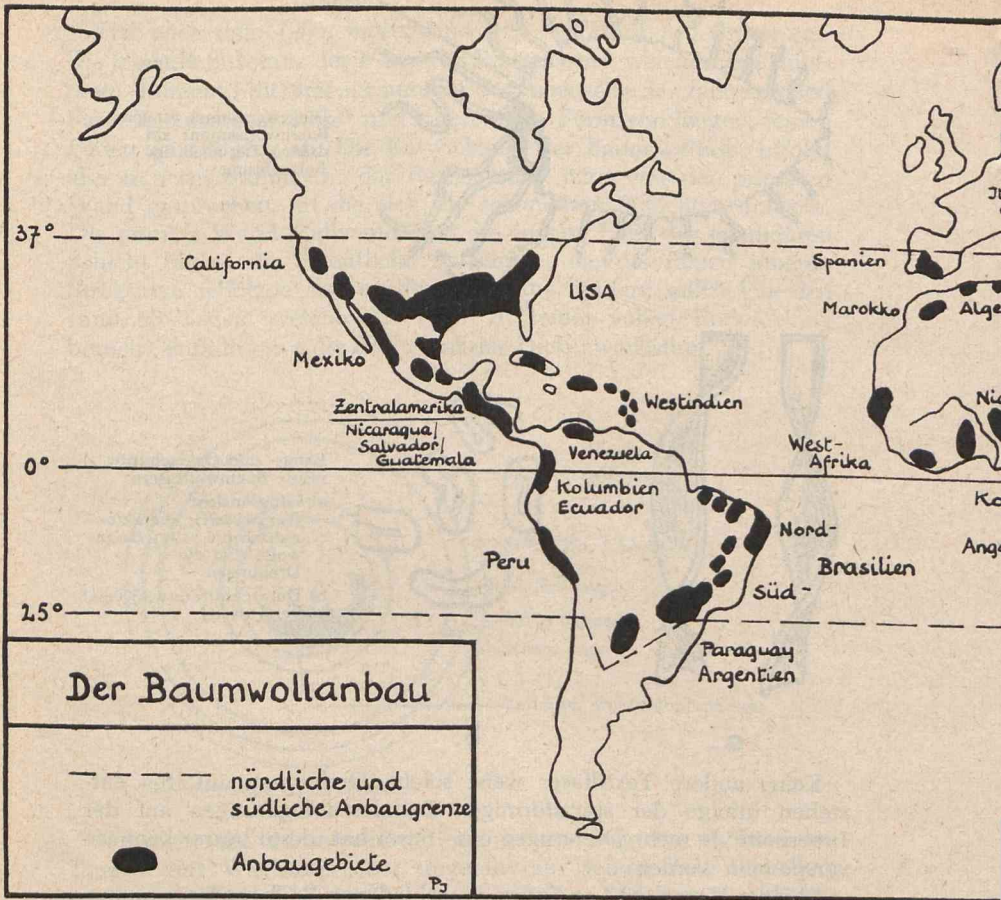 37°
California
USA
Spanien
Marokko
Mexiko
Zentralamerika
Nicaragua/
Salvador/
Guatemala
Westindien
Venezuela
West-
Afrika
0°
Kolumbien
Ecuador
Nord-
Peru
Brasilien
Süd-
25°
Paraguay
Argentien
Der Baumwollanbau
nördliche und
südliche Anbaugrenze
Anbaugebiete
PJ